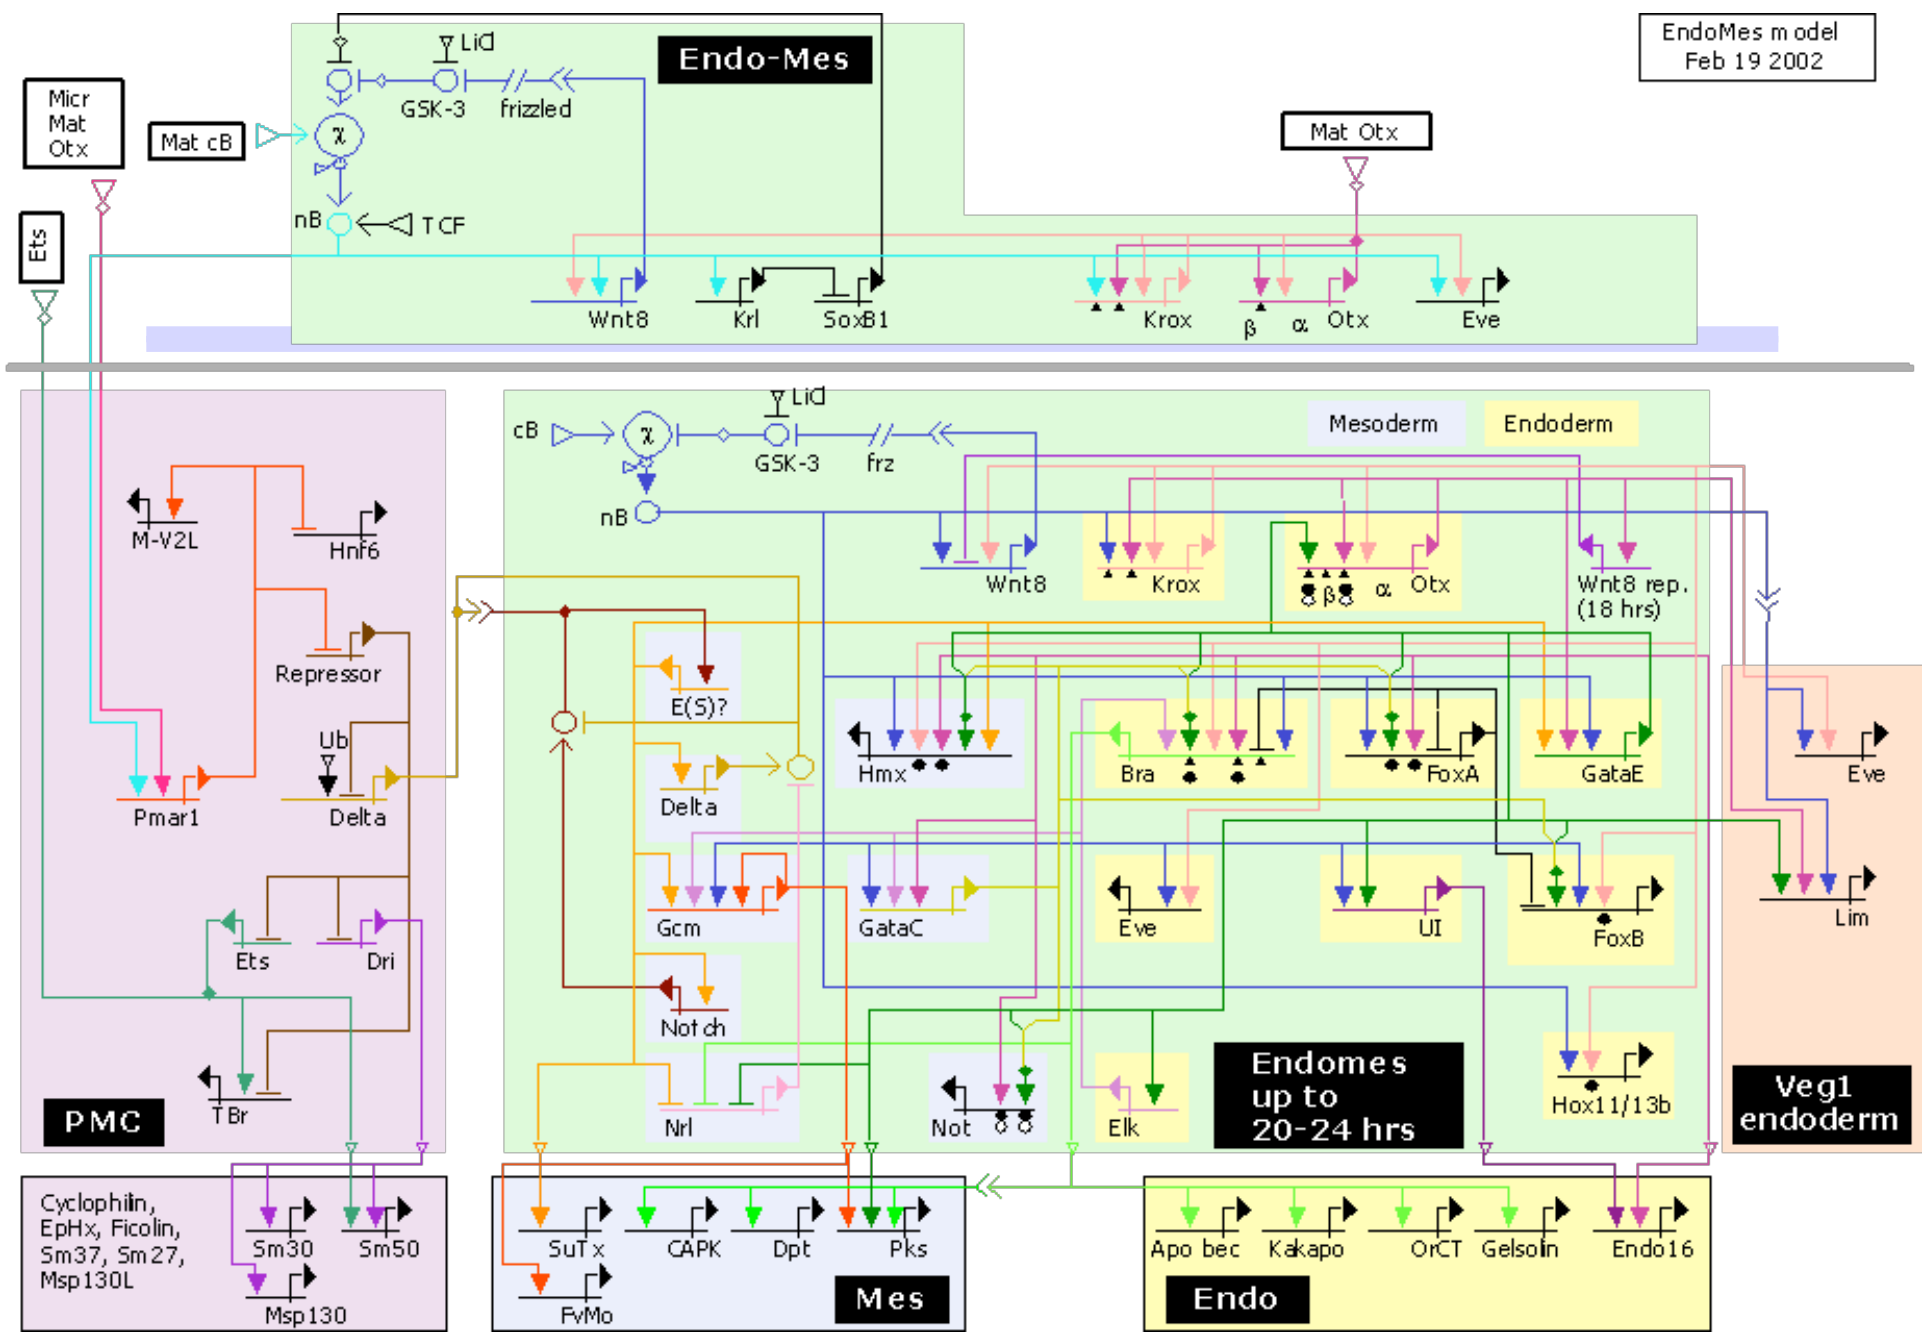 EndoMes model
Feb 19 2002
LiCl
Endo-Mes
Micr
Mat
Otx
GSK-3
frizzled
Mat cB
χ
Mat Otx
Ets
nB
TCF
Wnt8
Krl
SoxB1
Krox
β
α
Otx
Eve
LiCl
cB
χ
GSK-3
frz
Mesoderm
Endoderm
nB
M-V2L
Hnf6
Wnt8
Krox
β
α
Otx
Wnt8 rep.
(18 hrs)
Repressor
E(S)?
Ub
Hmx
Bra
FoxA
GataE
Eve
Pmar1
Delta
Delta
Gcm
GataC
Eve
UI
FoxB
Lim
Ets
Dri
Notch
TBr
Nrl
Not
Elk
Hox11/13b
PMC
Endomes
up to
20-24 hrs
Veg1
endoderm
Cyclophilin,
EpHx, Ficolin,
Sm37, Sm27,
Msp130L
Sm30
Sm50
Msp130
SuTx
CAPK
Dpt
Pks
FvMo
Mes
Apo bec
Kakapo
OrCT
Gelsolin
Endo16
Endo